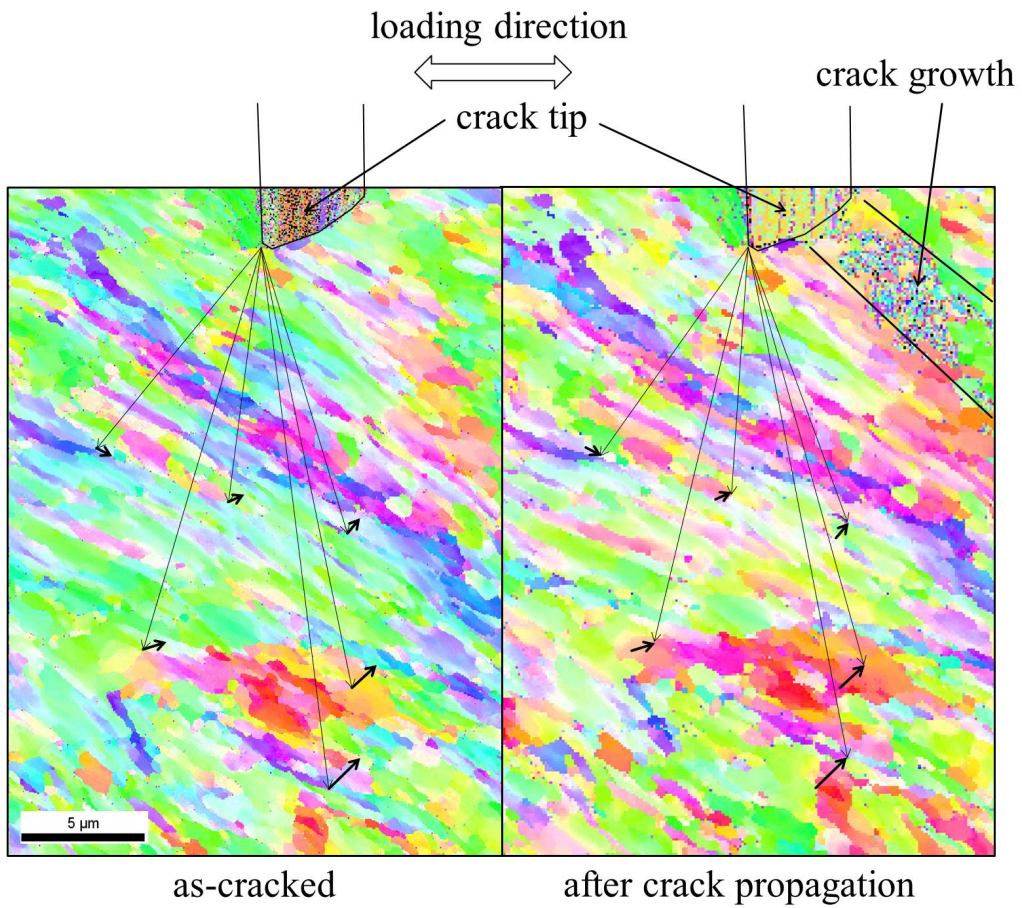 loading direction
crack growth
crack tip
5 µm
as-cracked
after crack propagation